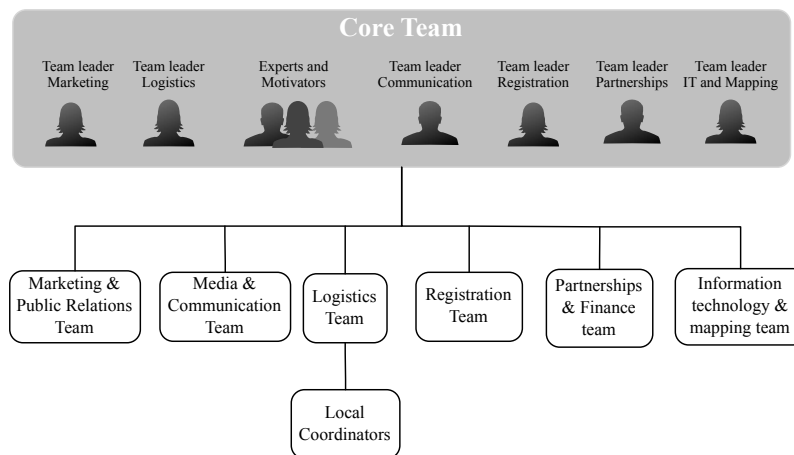 Core Team
Team leader
Marketing
Team leader
Logistics
Experts and
Motivators
Team leader
Communication
Team leader
Registration
Team leader
Partnerships
Team leader
IT and Mapping
Marketing &
Public Relations
Team
Media &
Communication
Team
Logistics
Team
Registration
Team
Partnerships
& Finance
team
Information
technology &
mapping team
Local
Coordinators